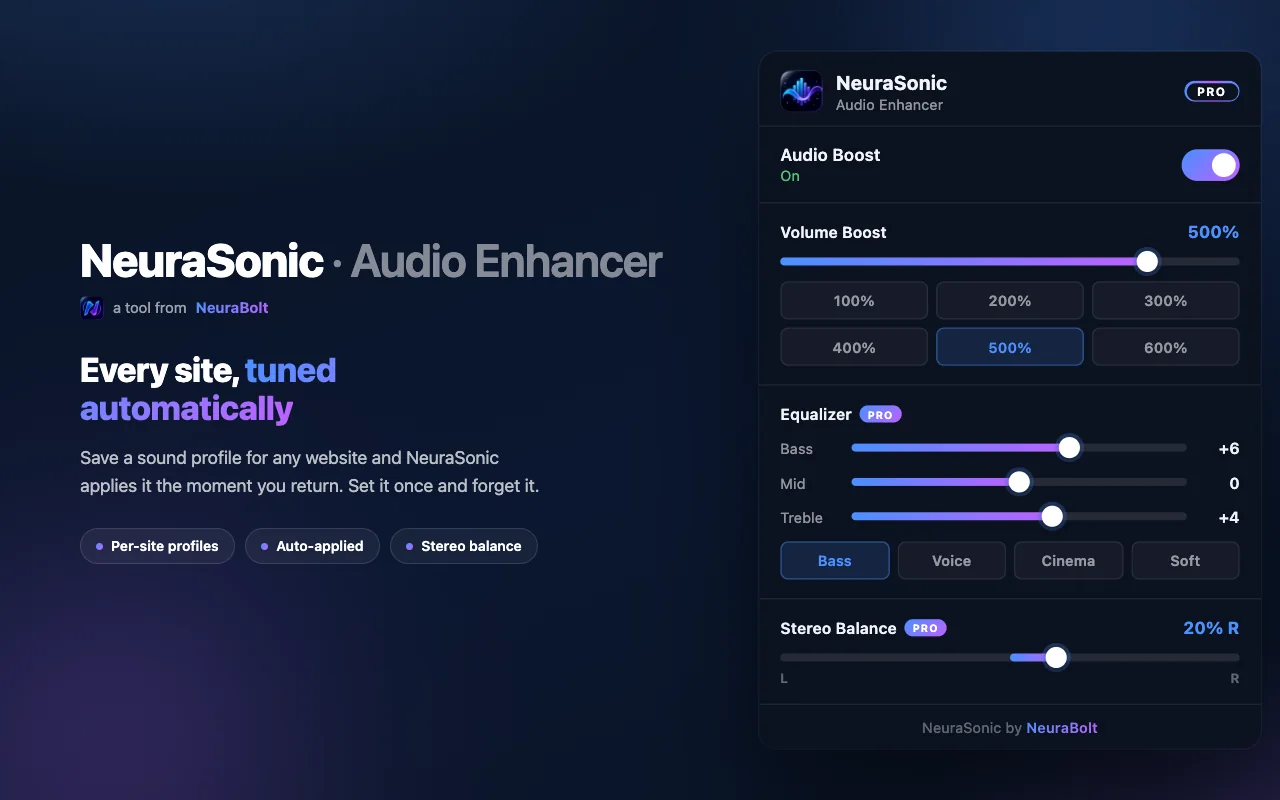 NeuraSonic · Audio Enhancer
a tool from NeuraBolt
Every site, tuned
automatically
Save a sound profile for any website and NeuraSonic
applies it the moment you return. Set it once and forget it.
Per-site profiles
Auto-applied
Stereo balance
NeuraSonic
Audio Enhancer
PRO
Audio Boost
On
Volume Boost
500%
100%
200%
300%
400%
500%
600%
Equalizer PRO
Bass
+6
Mid
0
Treble
+4
Bass
Voice
Cinema
Soft
Stereo Balance PRO
20% R
L
R
NeuraSonic by NeuraBolt